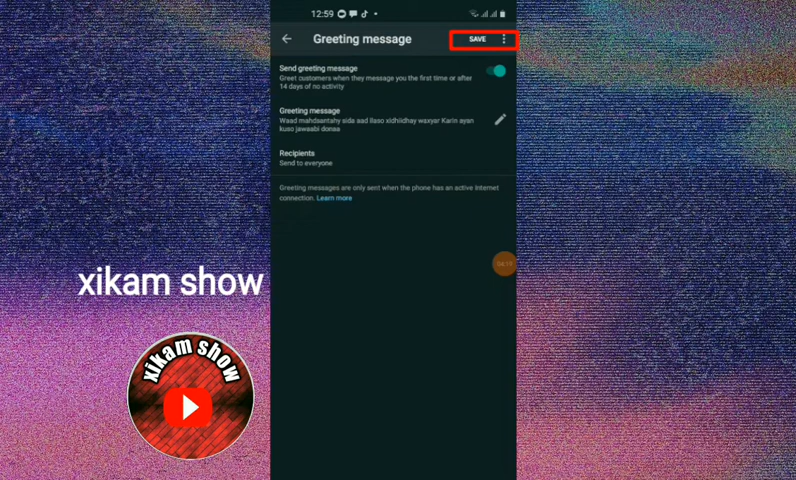 12:59
Greeting message
SAVE
Send greeting message
Greet customers when they message you the first time or after
14 days of no activity
Greeting message
Waad mahdsantahy sida aad llaso xidhiidhay waxyar Karin ayan
kuso jawaabi donaa
Recipients
Send to everyone
Greeting messages are only sent when the phone has an active Internet
connection. Learn more
xikam show
xikam show